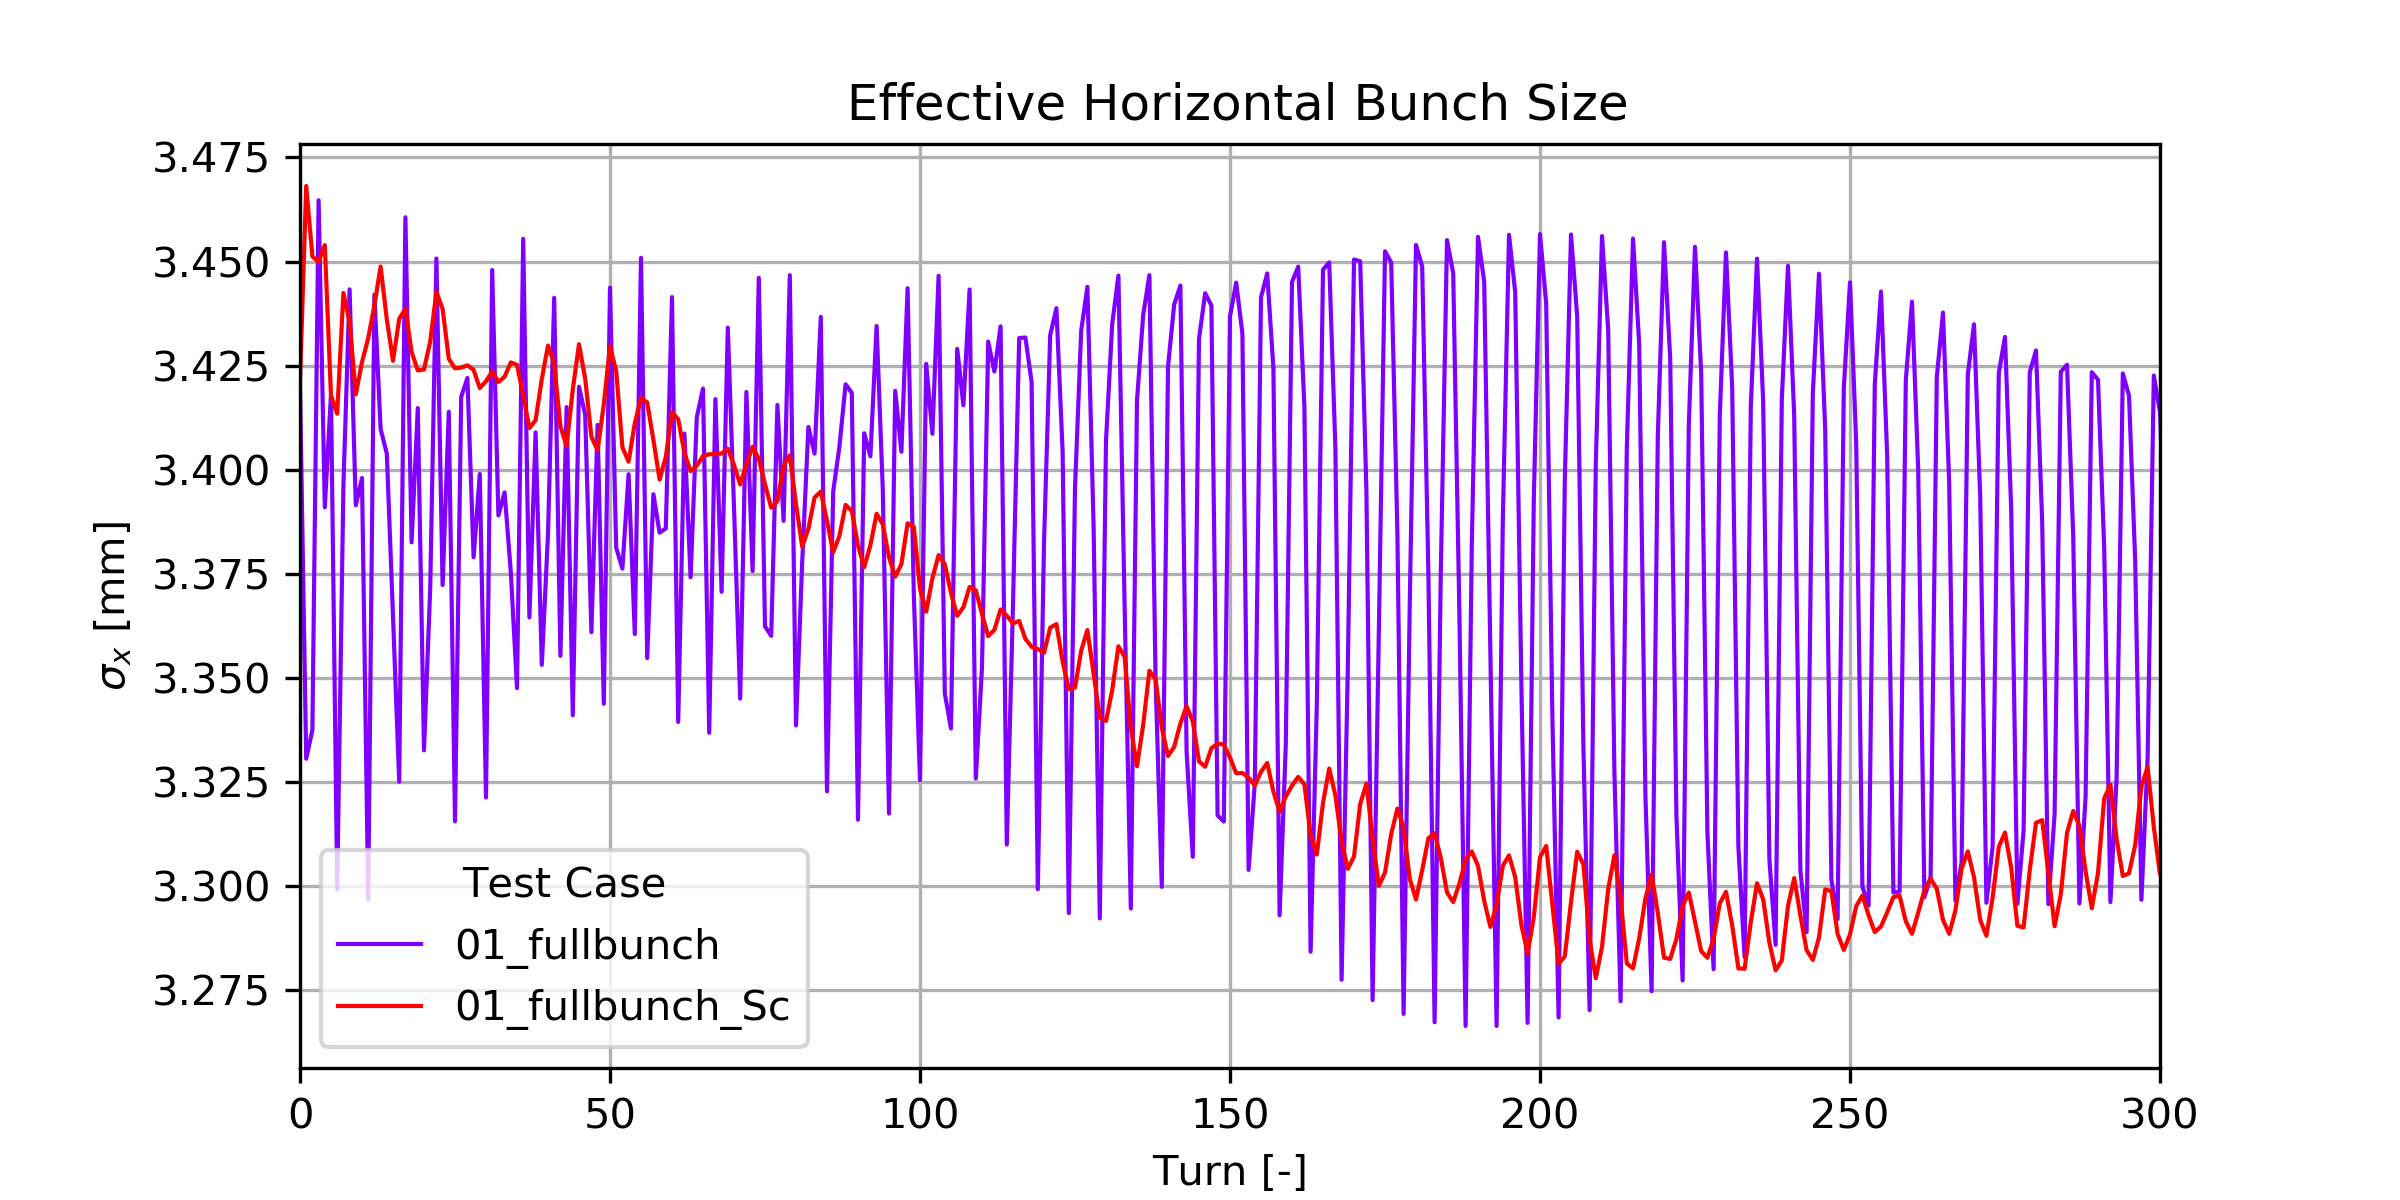 Effective Horizontal Bunch Size
σx [mm]
3.475
3.450
3.425
3.400
3.375
3.350
3.325
3.300
3.275
Test Case
01_fullbunch
01_fullbunch_Sc
0 50 100 150 200 250 300
Turn [-]